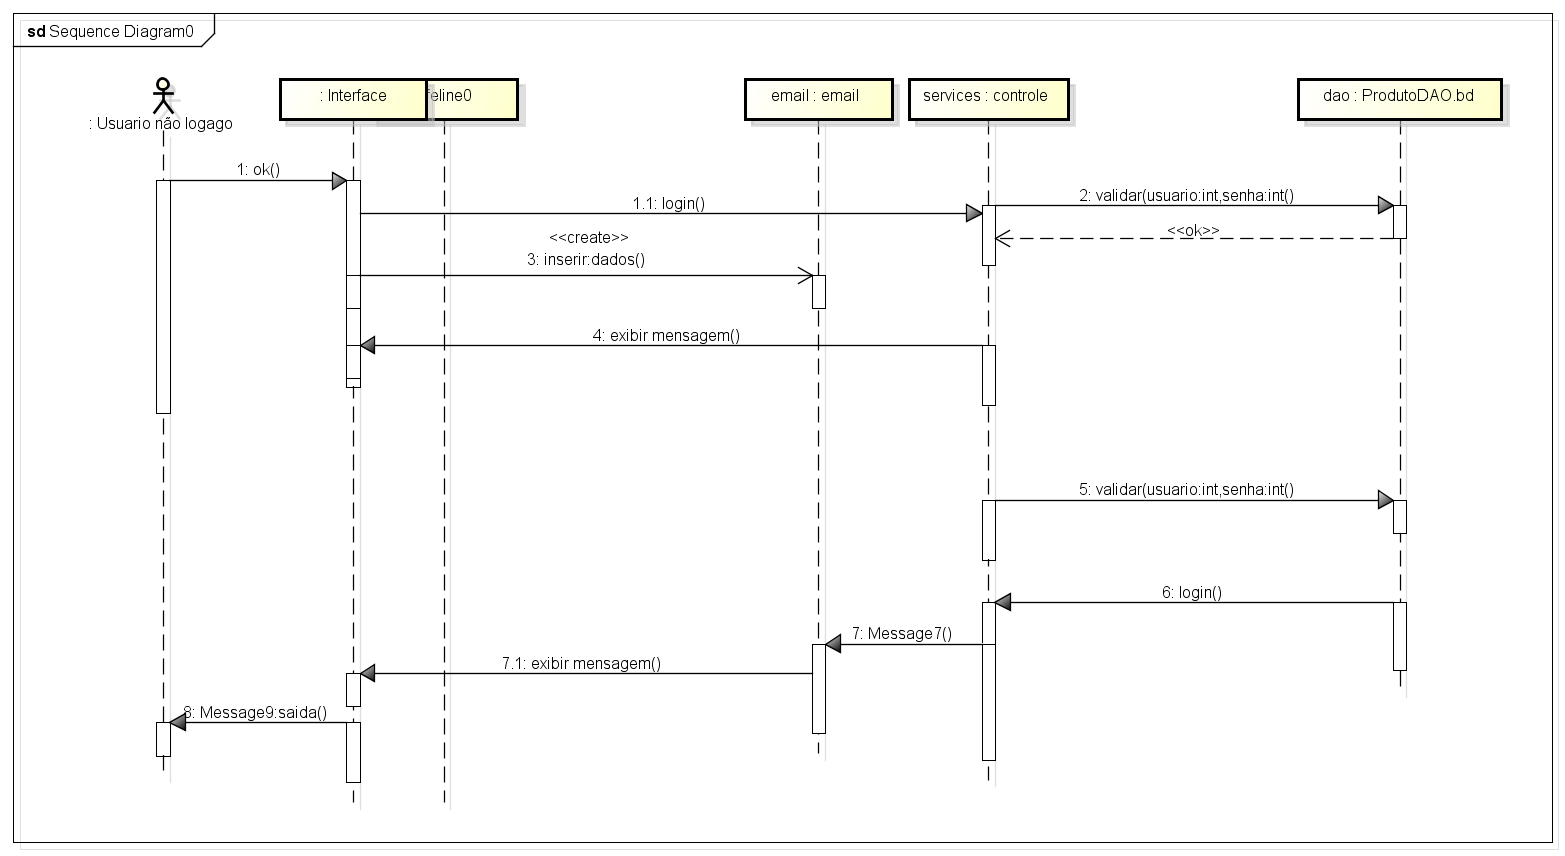 sd Sequence Diagram0
: Usuario não logago
: Interface
feline0
email : email
services : controle
dao : ProdutoDAO.bd
1: ok()
1.1: login()
2: validar(usuario:int,senha:int()
<<ok>>
<<create>>
3: inserir:dados()
4: exibir mensagem()
5: validar(usuario:int,senha:int()
6: login()
7: Message7()
7.1: exibir mensagem()
8: Message9:saida()